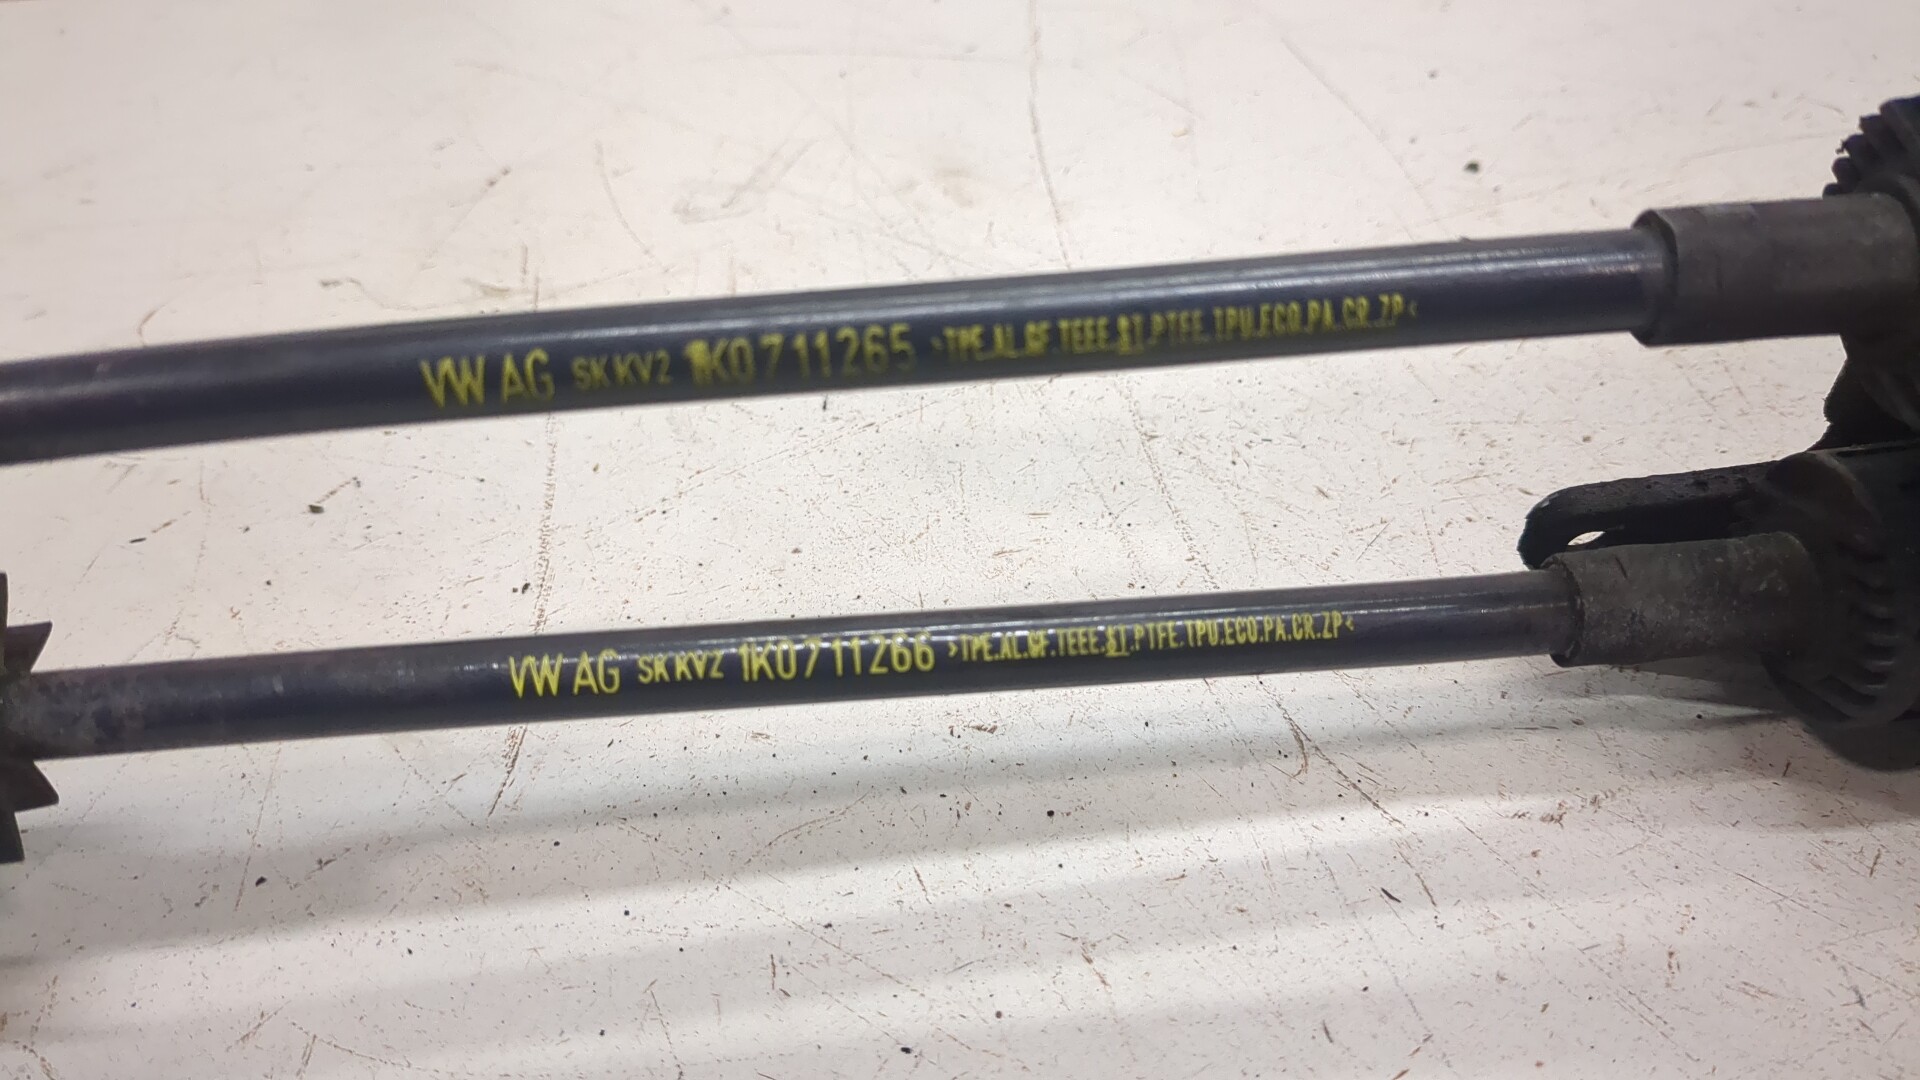 VW AG SK KV2 1K0711265 >TPE.AL.GF.TEEE.ST.PTFE.TPU.ECO.PA.CR.ZP<
VW AG SK KV2 1K0711266 >TPE.AL.GF.TEEE.ST.PTFE.TPU.ECO.PA.CR.ZP<